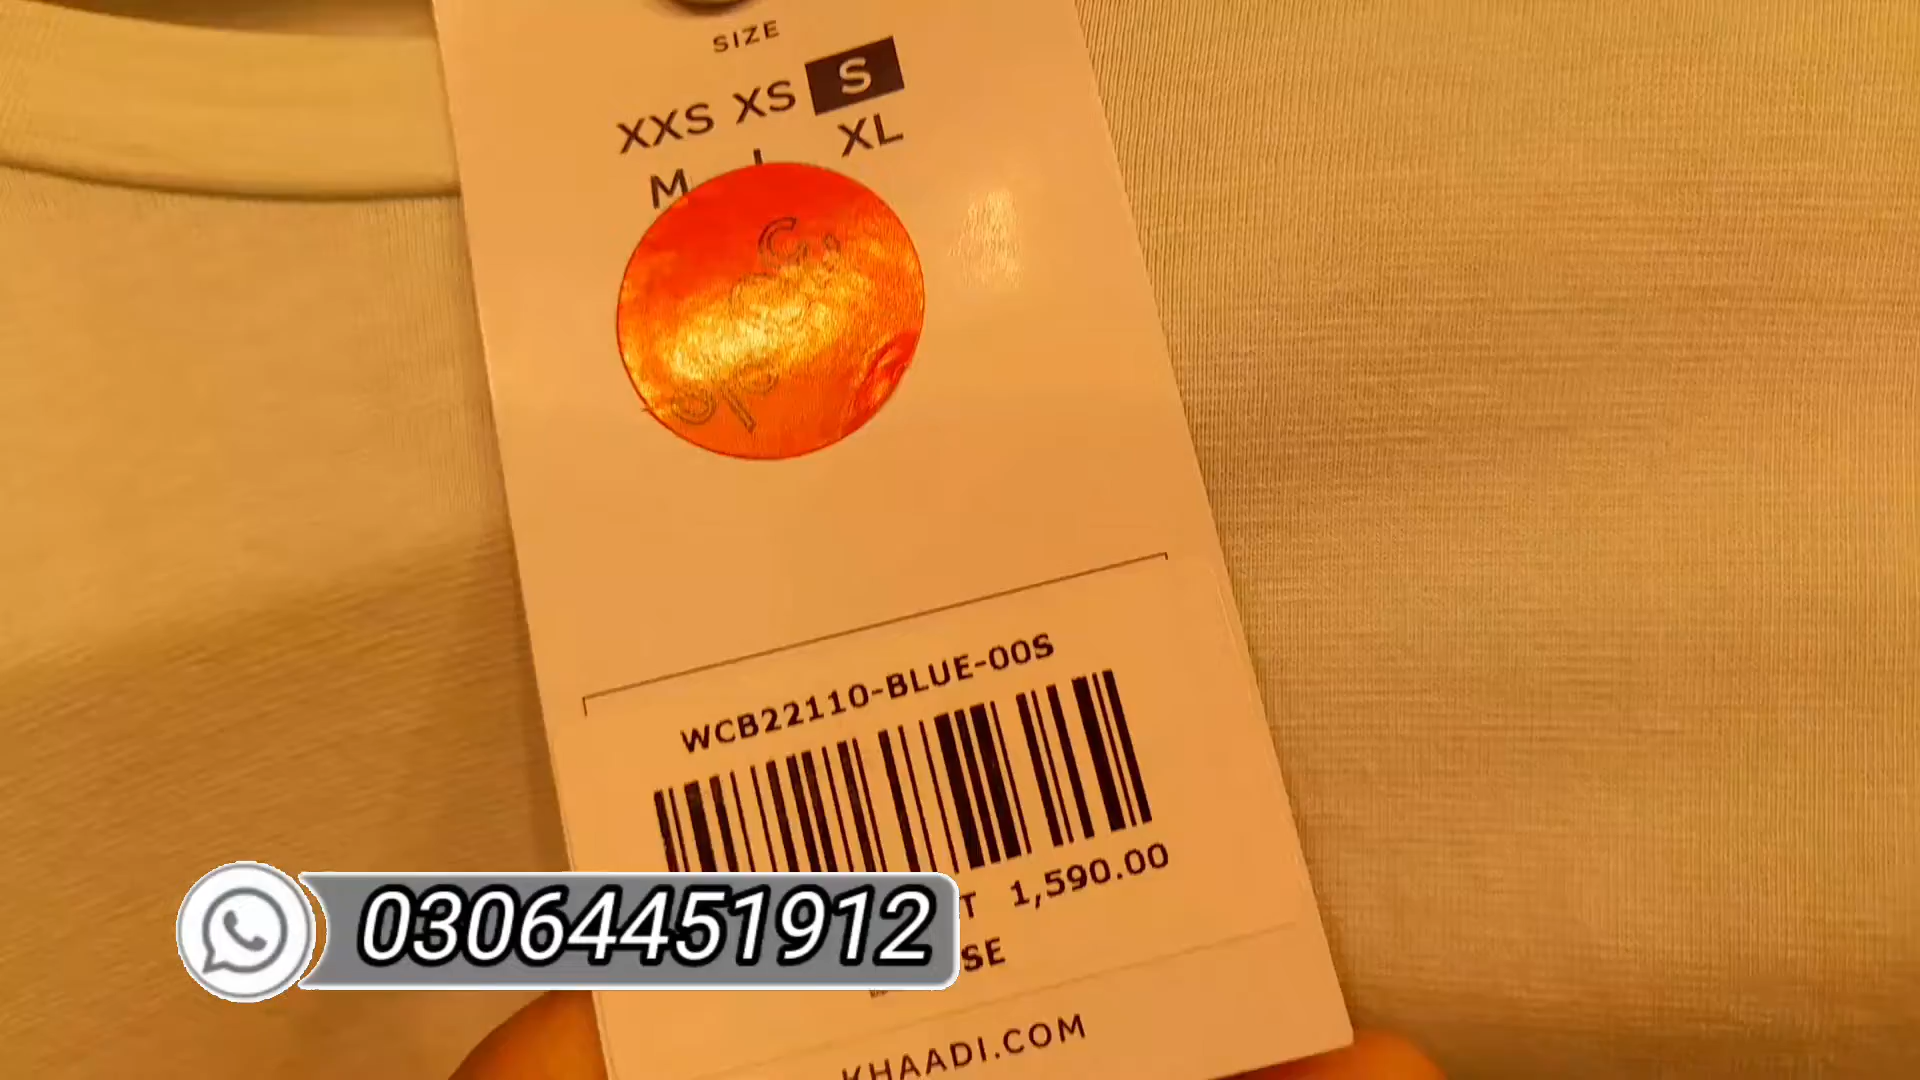 SIZE
XXS XS S
M L XL
WCB22110-BLUE-00S
T 1,590.00
SE
03064451912
KHAADI.COM